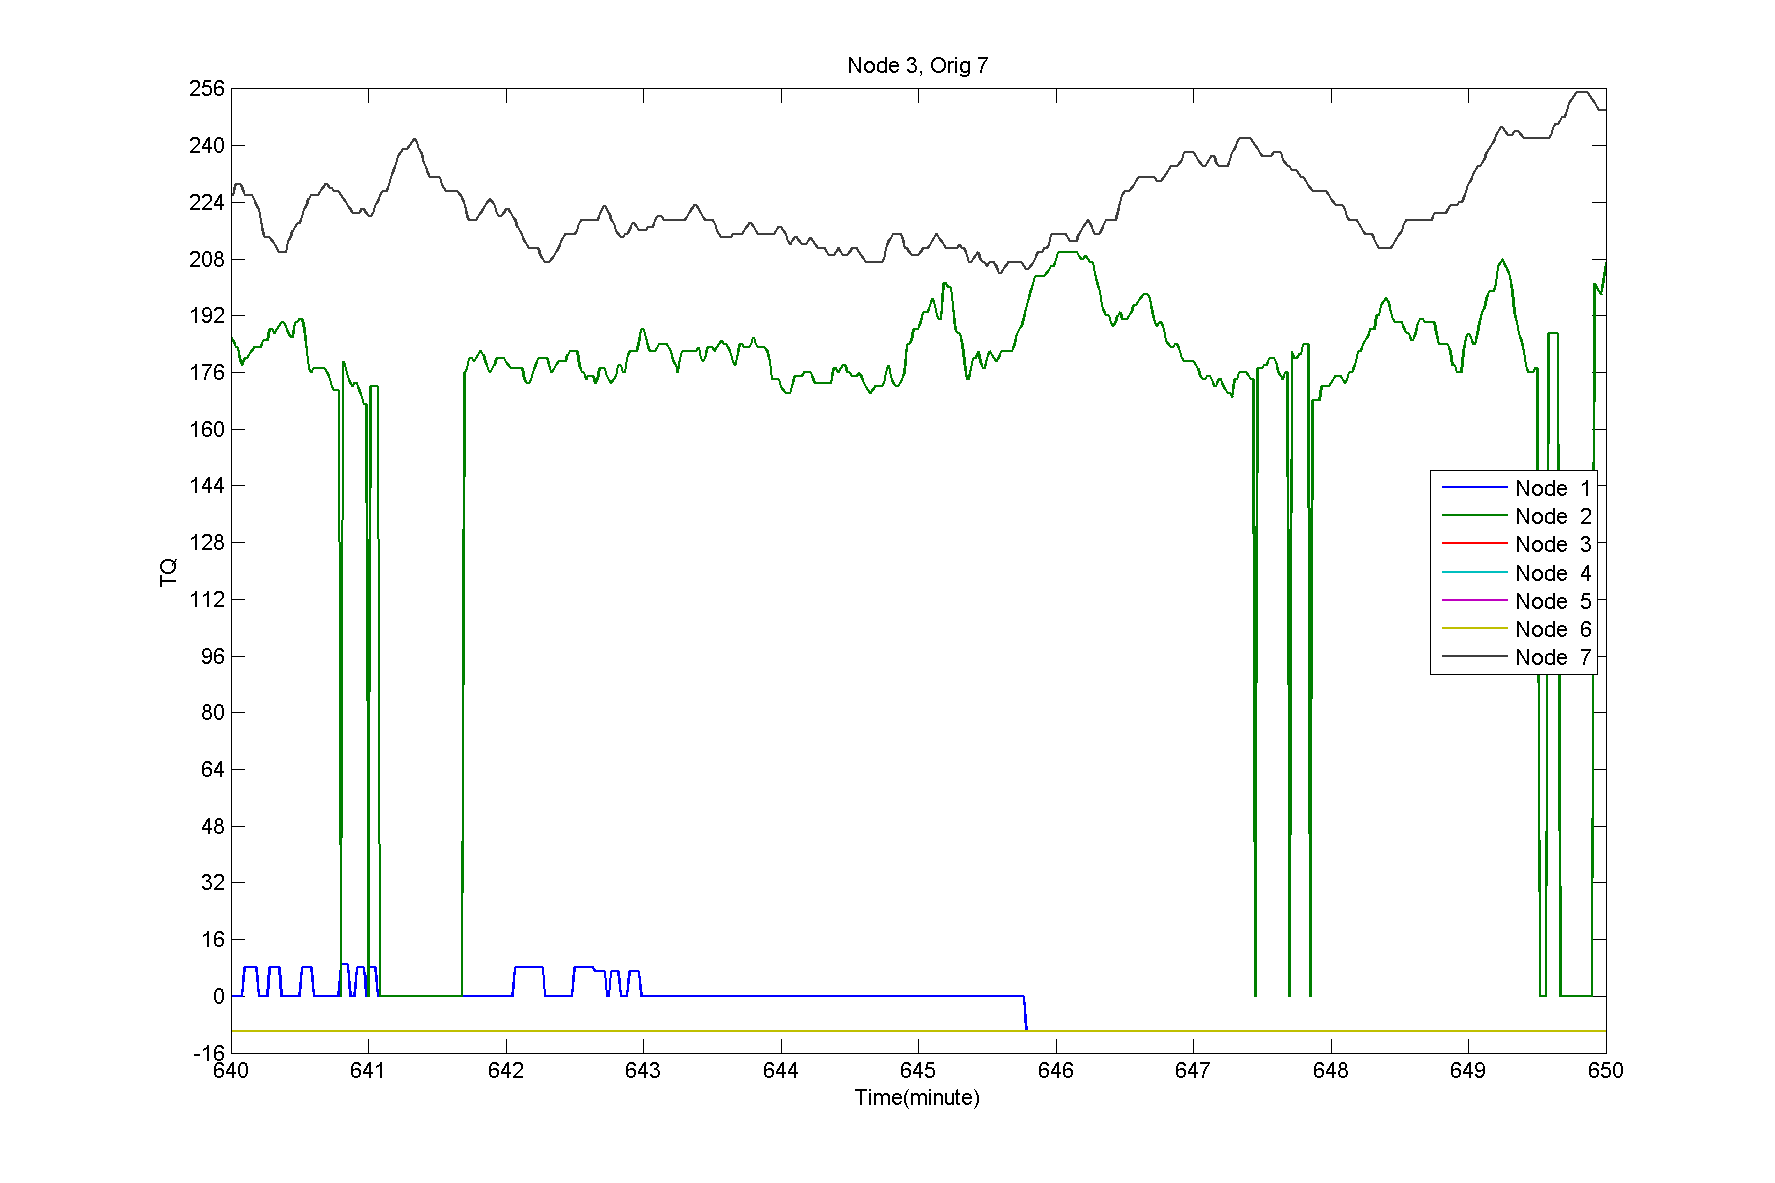 Node 3, Orig 7
256
240
224
208
192
176
160
144
128
112
96
80
64
48
32
16
0
-16
TQ
Node 1
Node 2
Node 3
Node 4
Node 5
Node 6
Node 7
640 641 642 643 644 645 646 647 648 649 650
Time(minute)